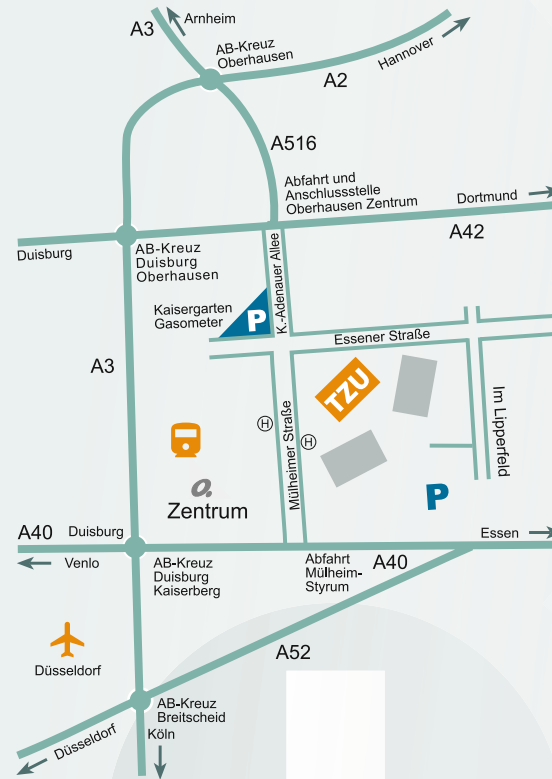 Arnheim
A3
AB-Kreuz
Oberhausen
Hannover
A2
A516
Abfahrt und
Anschlussstelle
Oberhausen Zentrum
Dortmund
A42
Duisburg
AB-Kreuz
Duisburg
Oberhausen
K.-Adenauer Allee
Kaisergarten
Gasometer
P
Essener Straße
A3
TZU
Im Lipperfeld
Mülheimer Straße
H
H
o.
Zentrum
P
A40
Duisburg
Essen
Venlo
AB-Kreuz
Duisburg
Kaiserberg
Abfahrt
Mülheim-
Styrum
A40
Düsseldorf
A52
AB-Kreuz
Breitscheid
Düsseldorf
Köln